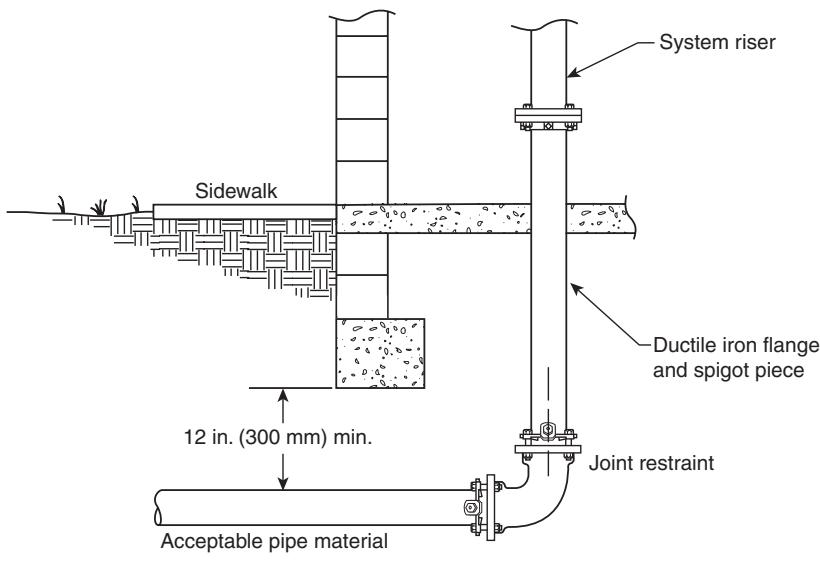 System riser
Sidewalk
Ductile iron flange
and spigot piece
12 in. (300 mm) min.
Joint restraint
Acceptable pipe material